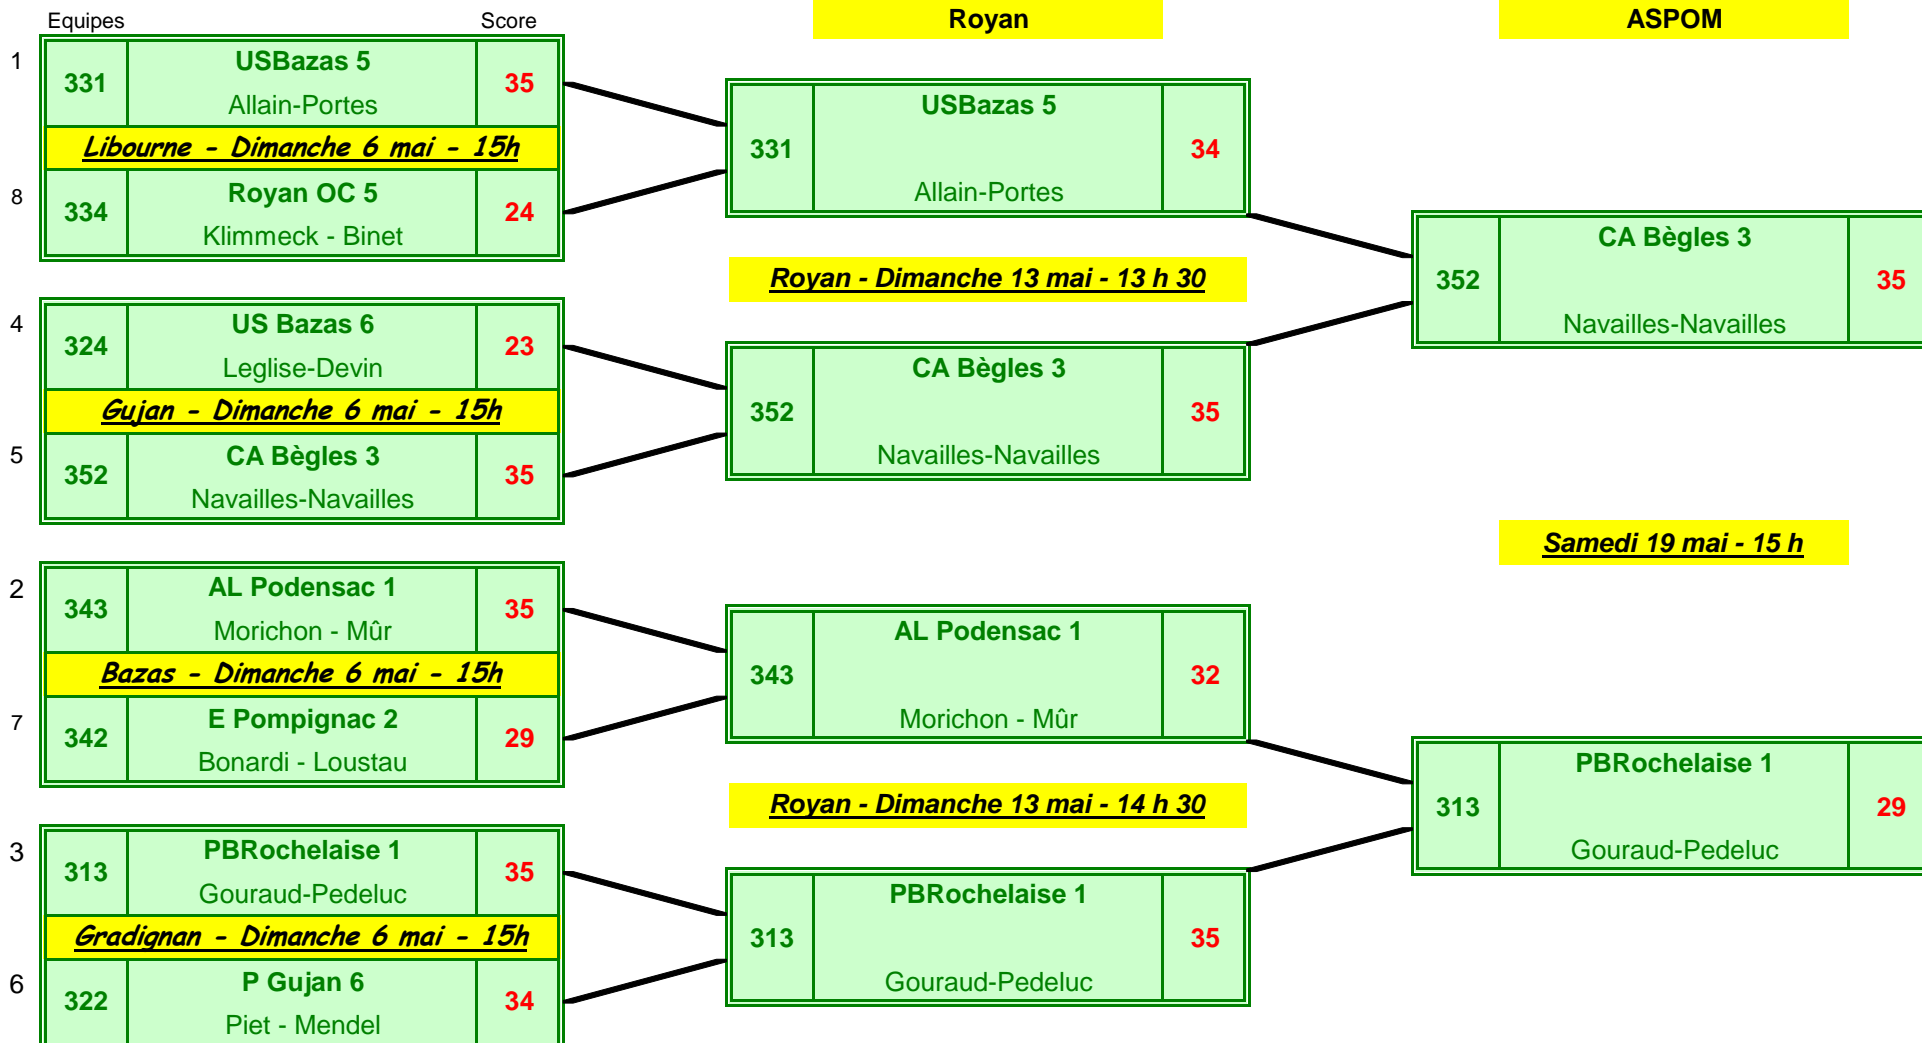 Equipes Score
Royan
ASPOM
1
331
USBazas 5
Allain-Portes
35
Libourne - Dimanche 6 mai - 15h
8
334
Royan OC 5
Klimmeck - Binet
24
4
324
US Bazas 6
Leglise-Devin
23
Gujan - Dimanche 6 mai - 15h
5
352
CA Bègles 3
Navailles-Navailles
35
2
343
AL Podensac 1
Morichon - Mûr
35
Bazas - Dimanche 6 mai - 15h
7
342
E Pompignac 2
Bonardi - Loustau
29
3
313
PBRochelaise 1
Gouraud-Pedeluc
35
Gradignan - Dimanche 6 mai - 15h
6
322
P Gujan 6
Piet - Mendel
34
331
USBazas 5
Allain-Portes
34
Royan - Dimanche 13 mai - 13 h 30
352
CA Bègles 3
Navailles-Navailles
35
343
AL Podensac 1
Morichon - Mûr
32
Royan - Dimanche 13 mai - 14 h 30
313
PBRochelaise 1
Gouraud-Pedeluc
35
352
CA Bègles 3
Navailles-Navailles
35
Samedi 19 mai - 15 h
313
PBRochelaise 1
Gouraud-Pedeluc
29